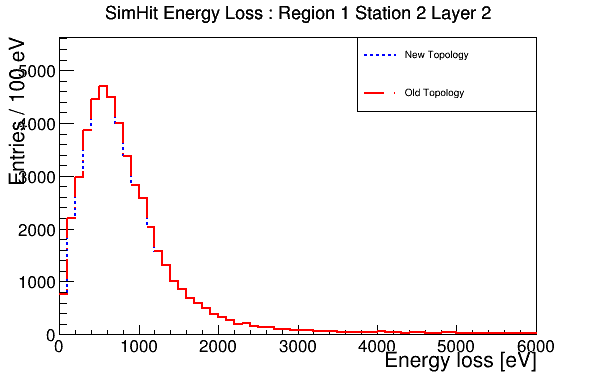 SimHit Energy Loss : Region 1 Station 2 Layer 2
Entries / 100 eV
5000
4000
3000
2000
1000
0
New Topology
Old Topology
0 1000 2000 3000 4000 5000 6000
Energy loss [eV]